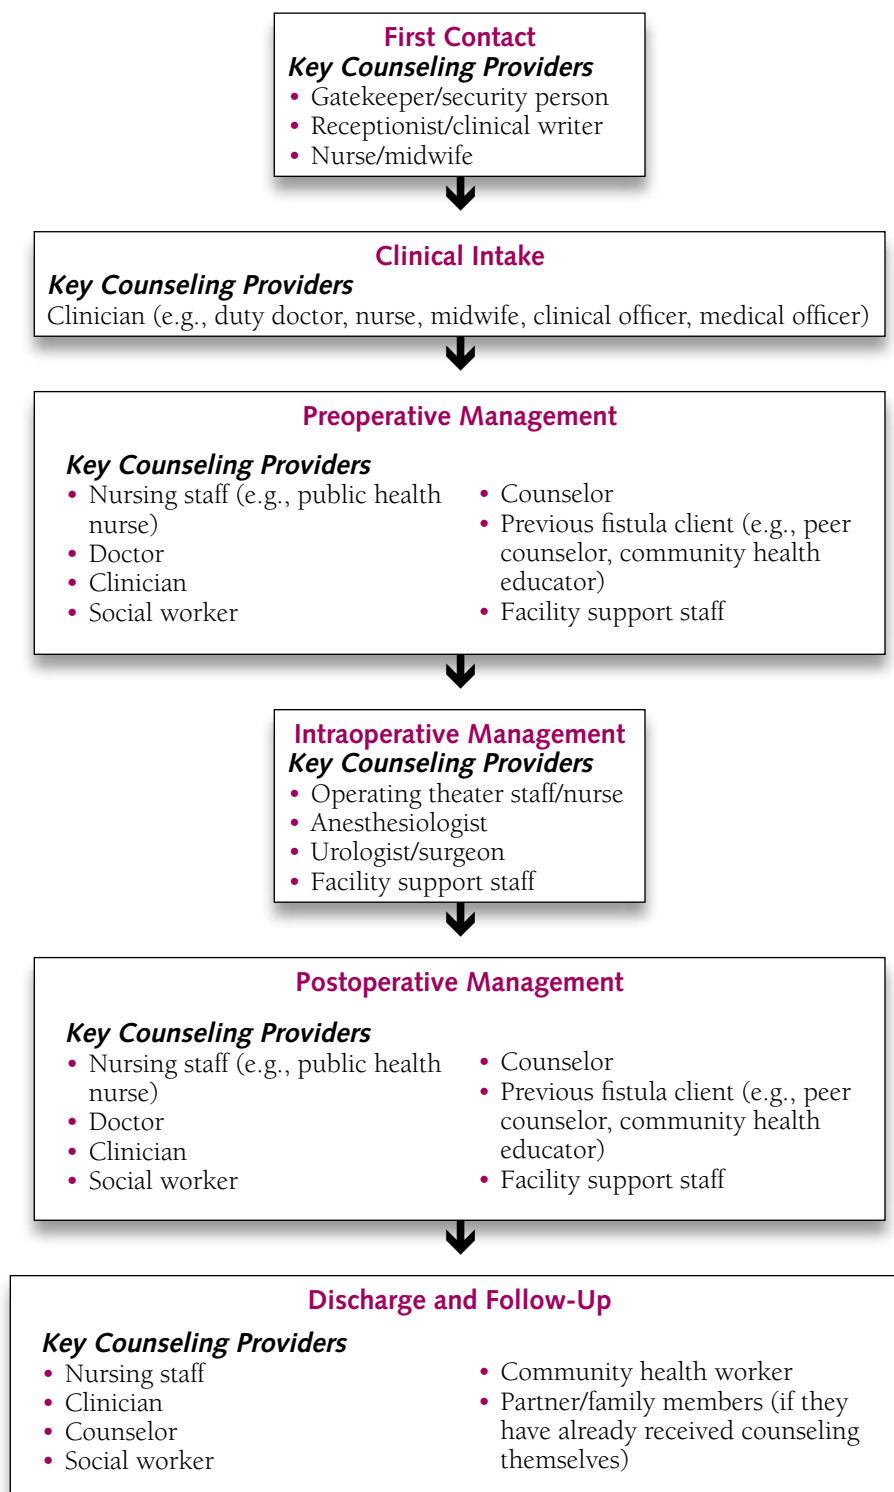 First Contact
Key Counseling Providers
• Gatekeeper/security person
• Receptionist/clinical writer
• Nurse/midwife
Clinical Intake
Key Counseling Providers
Clinician (e.g., duty doctor, nurse, midwife, clinical officer, medical officer)
Preoperative Management
Key Counseling Providers
• Nursing staff (e.g., public health
nurse)
• Doctor
• Clinician
• Social worker
• Counselor
• Previous fistula client (e.g., peer
counselor, community health
educator)
• Facility support staff
Intraoperative Management
Key Counseling Providers
• Operating theater staff/nurse
• Anesthesiologist
• Urologist/surgeon
• Facility support staff
Postoperative Management
Key Counseling Providers
• Nursing staff (e.g., public health
nurse)
• Doctor
• Clinician
• Social worker
• Counselor
• Previous fistula client (e.g., peer
counselor, community health
educator)
• Facility support staff
Discharge and Follow-Up
Key Counseling Providers
• Nursing staff
• Clinician
• Counselor
• Social worker
• Community health worker
• Partner/family members (if they
have already received counseling
themselves)